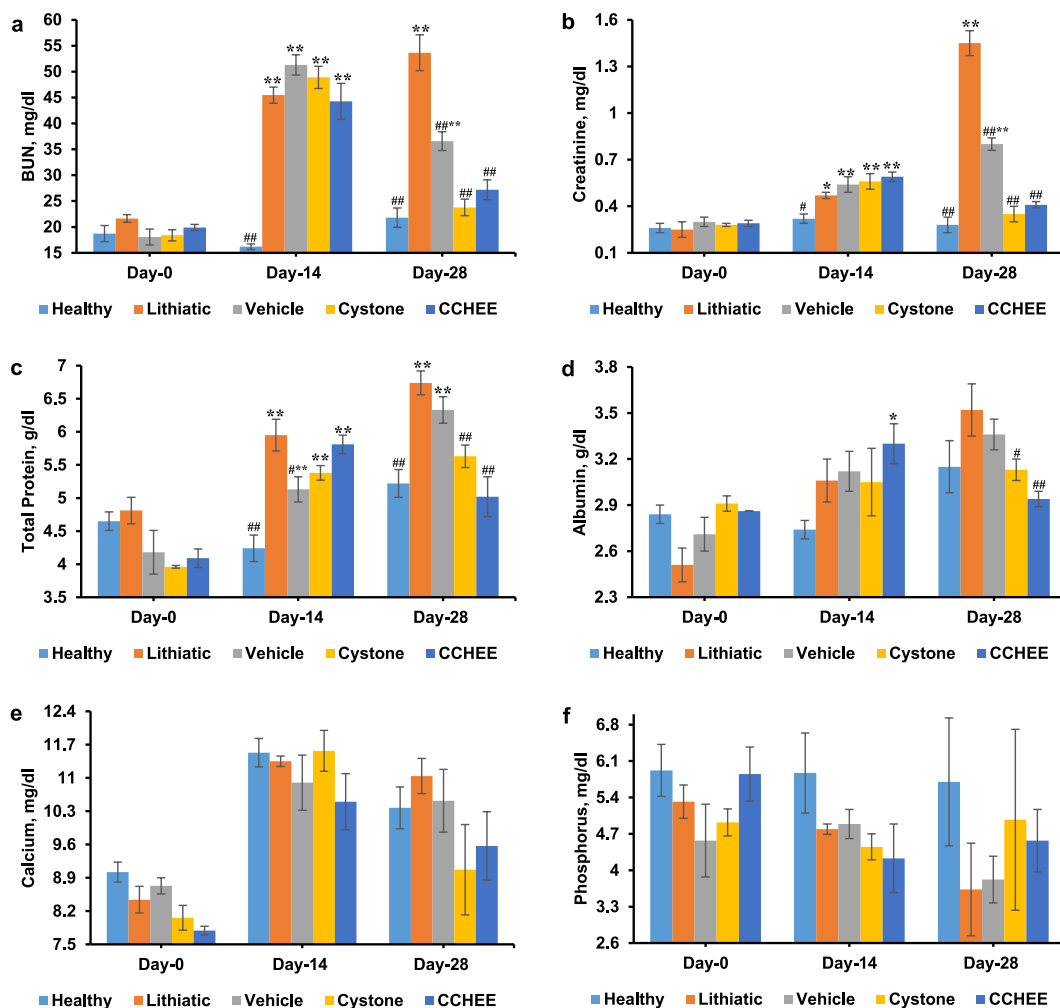 a
BUN, mg/dl
60
55
50
45
40
35
30
25
20
15
** ** ** ** **
##** ## ## ## ##
Day-0 Day-14 Day-28
Healthy Lithiatic Vehicle Cystone CCHEE
b
Creatinine, mg/dl
1.6
1.3
1.0
0.7
0.4
0.1
# * ** ** **
## ** ##** ## ##
Day-0 Day-14 Day-28
Healthy Lithiatic Vehicle Cystone CCHEE
c
Total Protein, g/dl
7
6.5
6
5.5
5
4.5
4
3.5
## ** #** ** **
## ** ** ## ##
Day-0 Day-14 Day-28
Healthy Lithiatic Vehicle Cystone CCHEE
d
Albumin, g/dl
3.8
3.5
3.2
2.9
2.6
2.3
* # ##
Day-0 Day-14 Day-28
Healthy Lithiatic Vehicle Cystone CCHEE
e
Calcium, mg/dl
12.4
11.7
11
10.3
9.6
8.9
8.2
7.5
Day-0 Day-14 Day-28
Healthy Lithiatic Vehicle Cystone CCHEE
f
Phosphorus, mg/dl
6.8
6.1
5.4
4.7
4
3.3
2.6
Day-0 Day-14 Day-28
Healthy Lithiatic Vehicle Cystone CCHEE